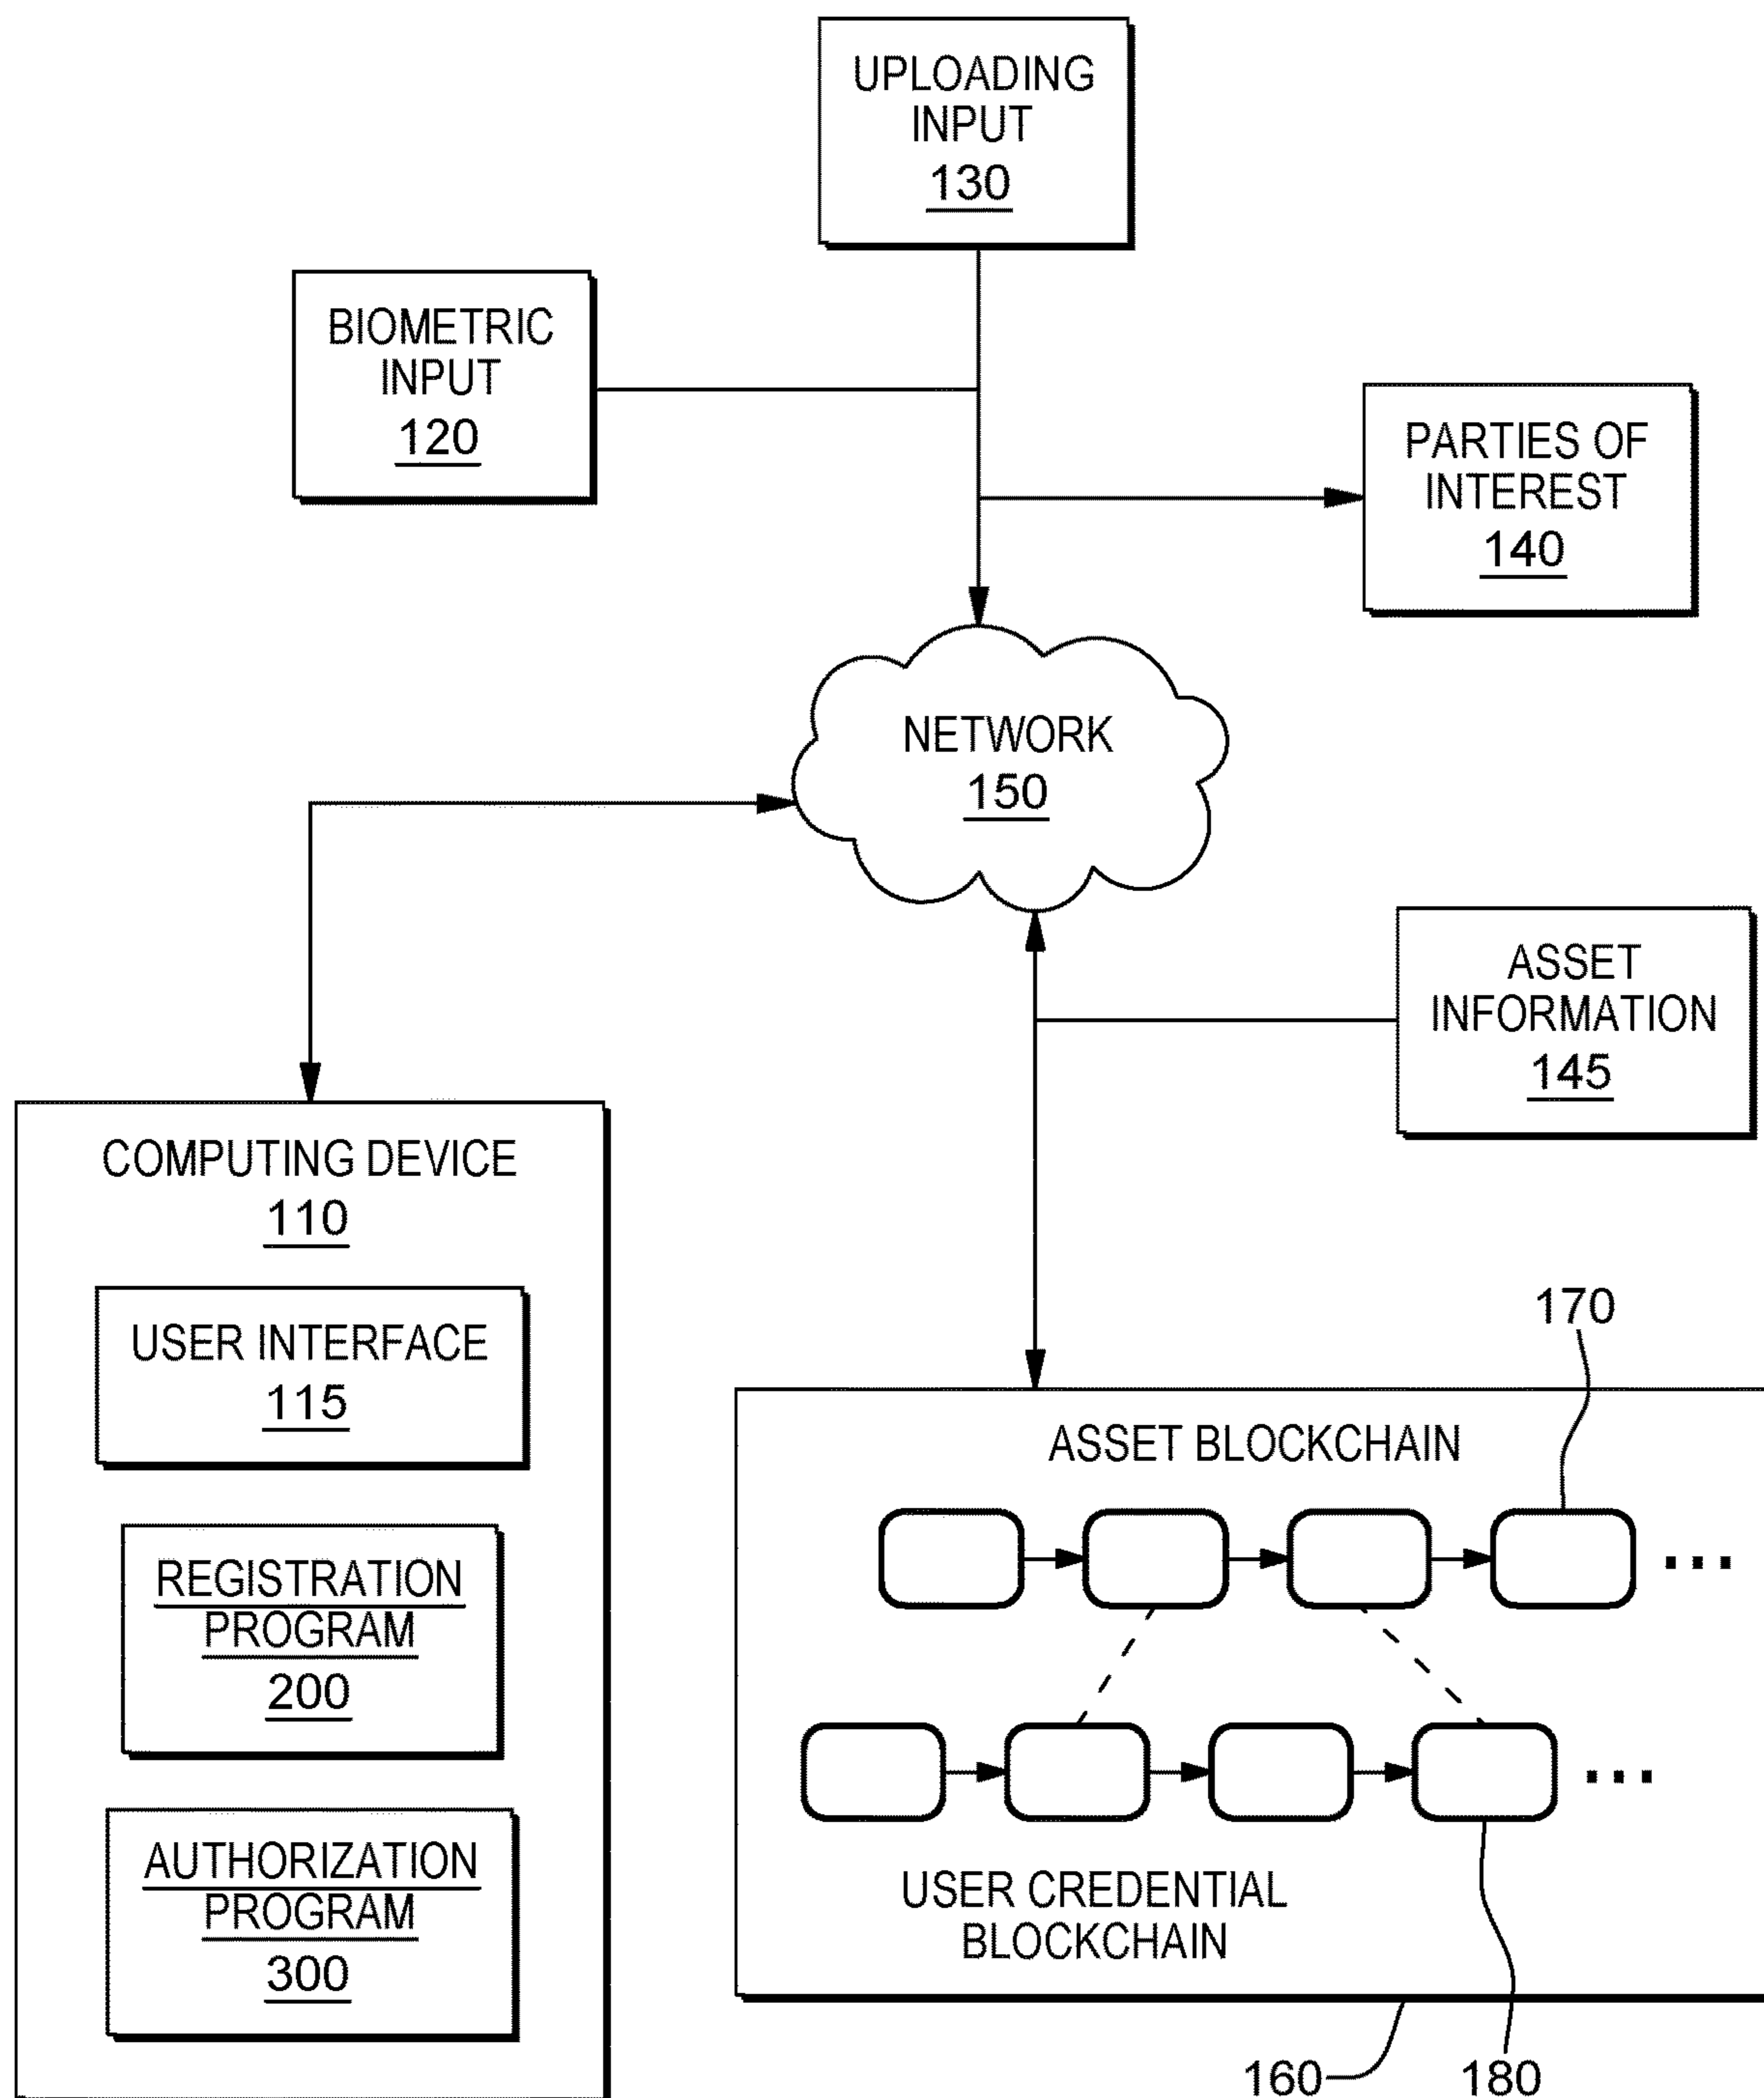 UPLOADING
INPUT
130
BIOMETRIC
INPUT
120
PARTIES OF
INTEREST
140
NETWORK
150
ASSET
INFORMATION
145
COMPUTING DEVICE
110
USER INTERFACE
115
REGISTRATION
PROGRAM
200
AUTHORIZATION
PROGRAM
300
170
ASSET BLOCKCHAIN
...
...
USER CREDENTIAL
BLOCKCHAIN
160
180